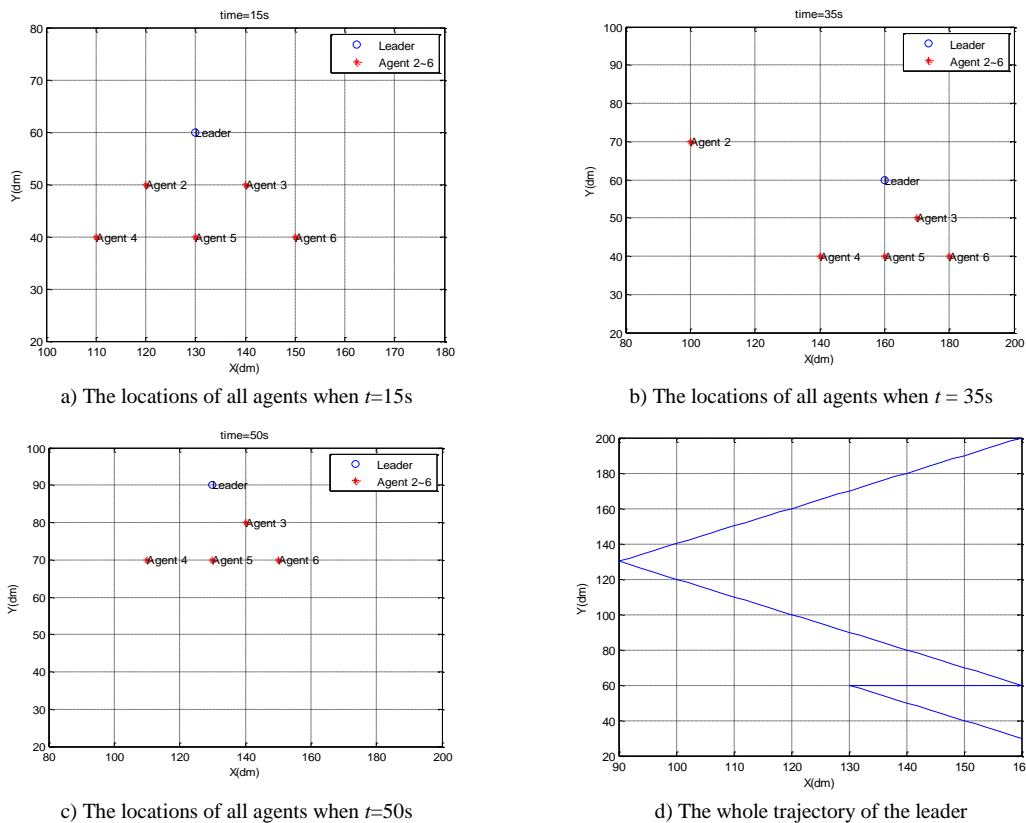 time=15s
80
70
60
50
40
30
20
Y(dm)
Leader
Agent 2~6
Leader
Agent 2
Agent 3
Agent 4
Agent 5
Agent 6
100 110 120 130 140 150 160 170 180
X(dm)
a) The locations of all agents when t=15s
time=35s
100
90
80
70
60
50
40
30
20
Y(dm)
Leader
Agent 2~6
Agent 2
Leader
Agent 3
Agent 4
Agent 5
Agent 6
80 100 120 140 160 180 200
X(dm)
b) The locations of all agents when t = 35s
time=50s
100
90
80
70
60
50
40
30
20
Y(dm)
Leader
Agent 2~6
Leader
Agent 3
Agent 4
Agent 5
Agent 6
80 100 120 140 160 180 200
X(dm)
c) The locations of all agents when t=50s
200
180
160
140
120
100
80
60
40
20
Y(dm)
90 100 110 120 130 140 150 16
X(dm)
d) The whole trajectory of the leader